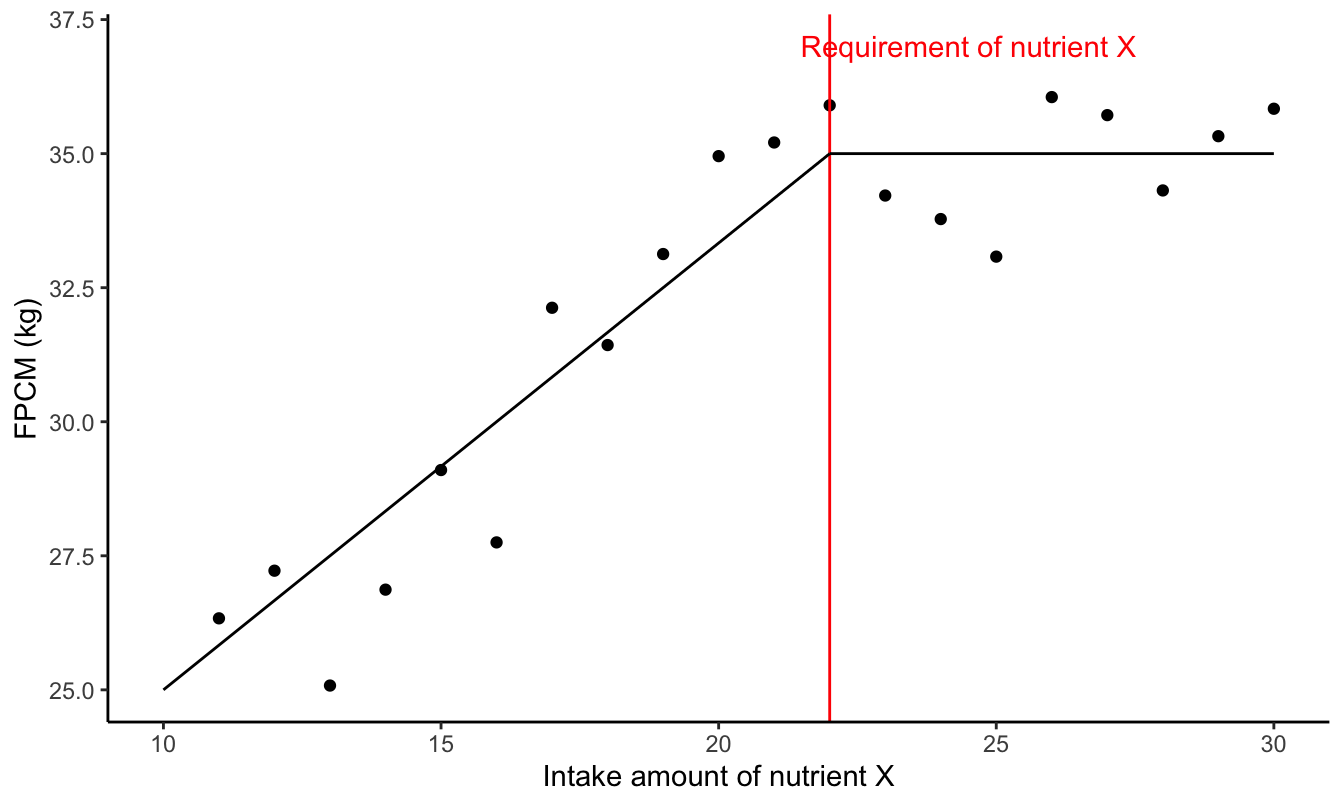 Requirement of nutrient X
37.5
35.0
32.5
30.0
27.5
25.0
FPCM (kg)
10 15 20 25 30
Intake amount of nutrient X